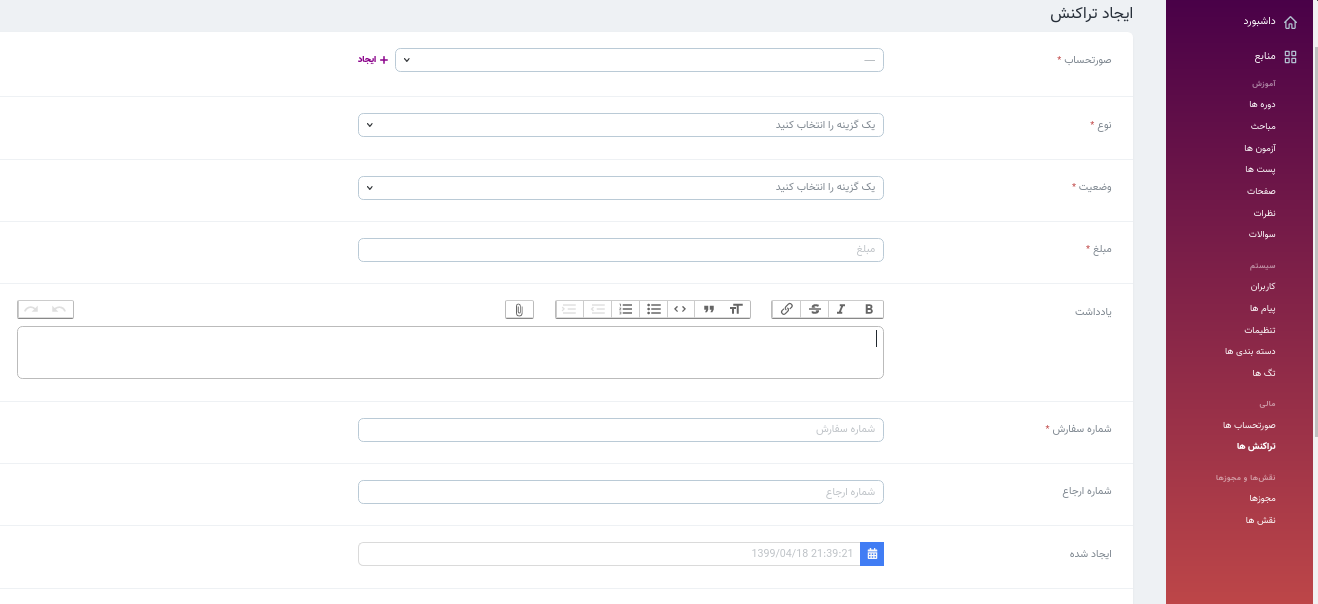 داشبورد
منابع
آموزش
دوره ها
مباحث
آزمون ها
پست ها
صفحات
نظرات
سوالات
سیستم
کاربران
پیام ها
تنظیمات
دسته بندی ها
تگ ها
مالی
صورتحساب ها
تراکنش ها
نقش‌ها و مجوزها
مجوزها
نقش ها
ایجاد تراکنش
صورتحساب *
—
+ ایجاد
نوع *
یک گزینه را انتخاب کنید
وضعیت *
یک گزینه را انتخاب کنید
مبلغ *
مبلغ
یادداشت
شماره سفارش *
شماره سفارش
شماره ارجاع
شماره ارجاع
ایجاد شده
1399/04/18 21:39:21